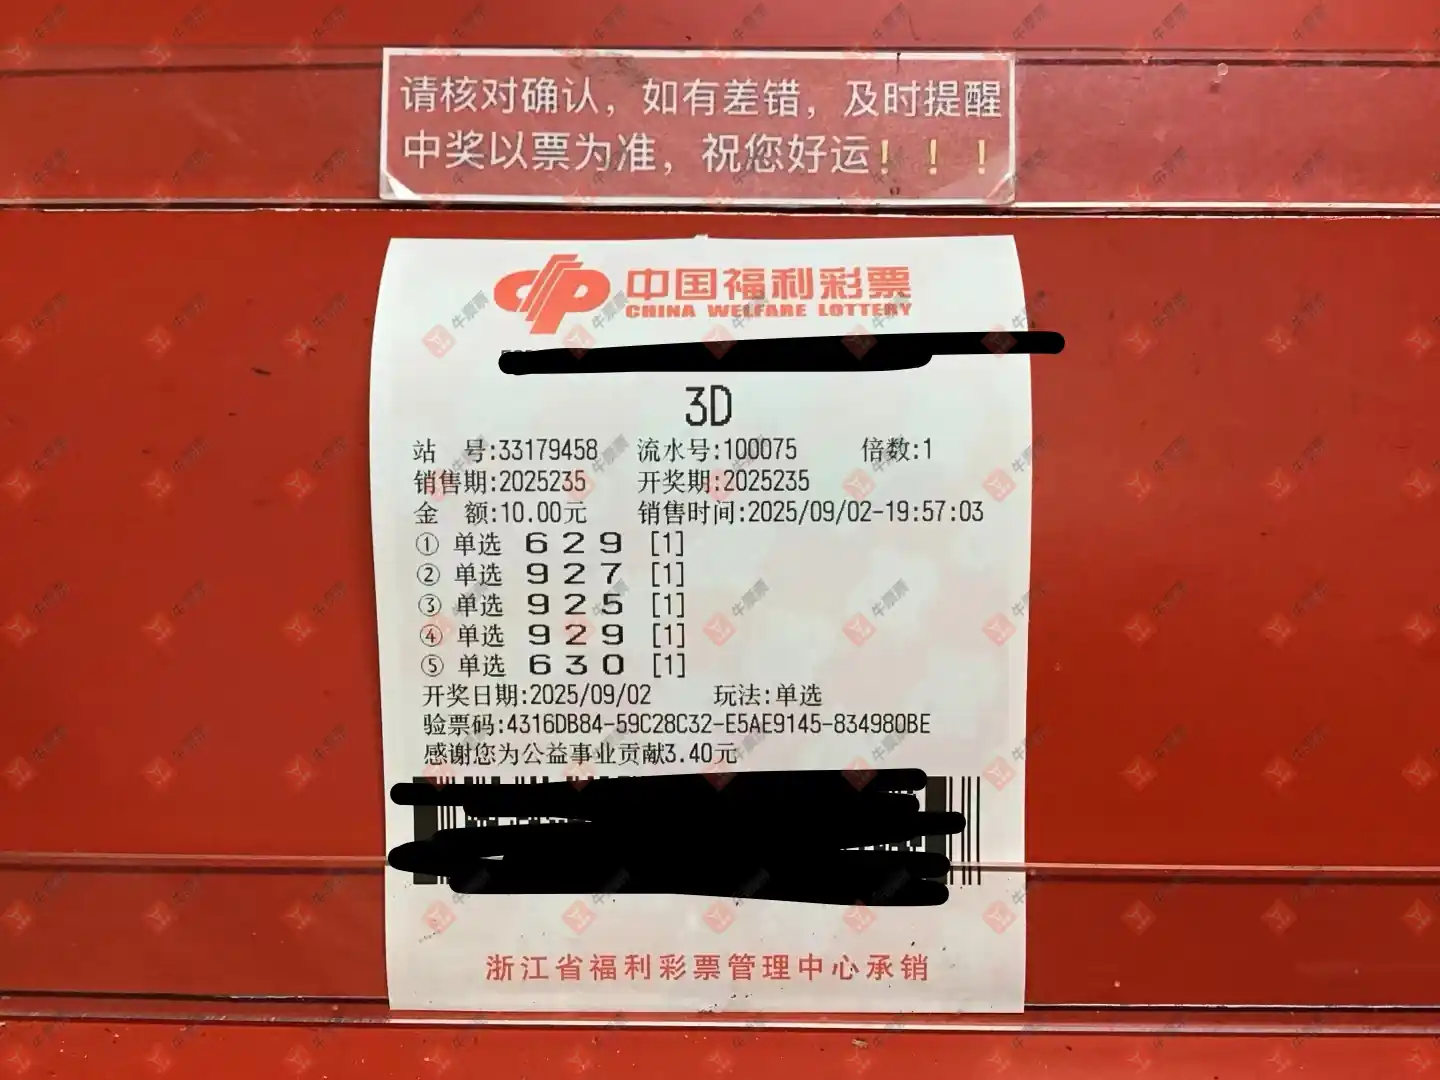 请核对确认，如有差错，及时提醒
中奖以票为准，祝您好运！！！
中国福利彩票
CHINA WELFARE LOTTERY
3D
站 号:33179458 流水号:100075 倍数:1
销售期:2025235 开奖期:2025235
金 额:10.00元 销售时间:2025/09/02-19:57:03
① 单选 6 2 9 [1]
② 单选 9 2 7 [1]
③ 单选 9 2 5 [1]
④ 单选 9 2 9 [1]
⑤ 单选 6 3 0 [1]
开奖日期:2025/09/02 玩法:单选
验票码:4316DB84-59C28C32-E5AE9145-834980BE
感谢您为公益事业贡献3.40元
浙江省福利彩票管理中心承销
牛票票